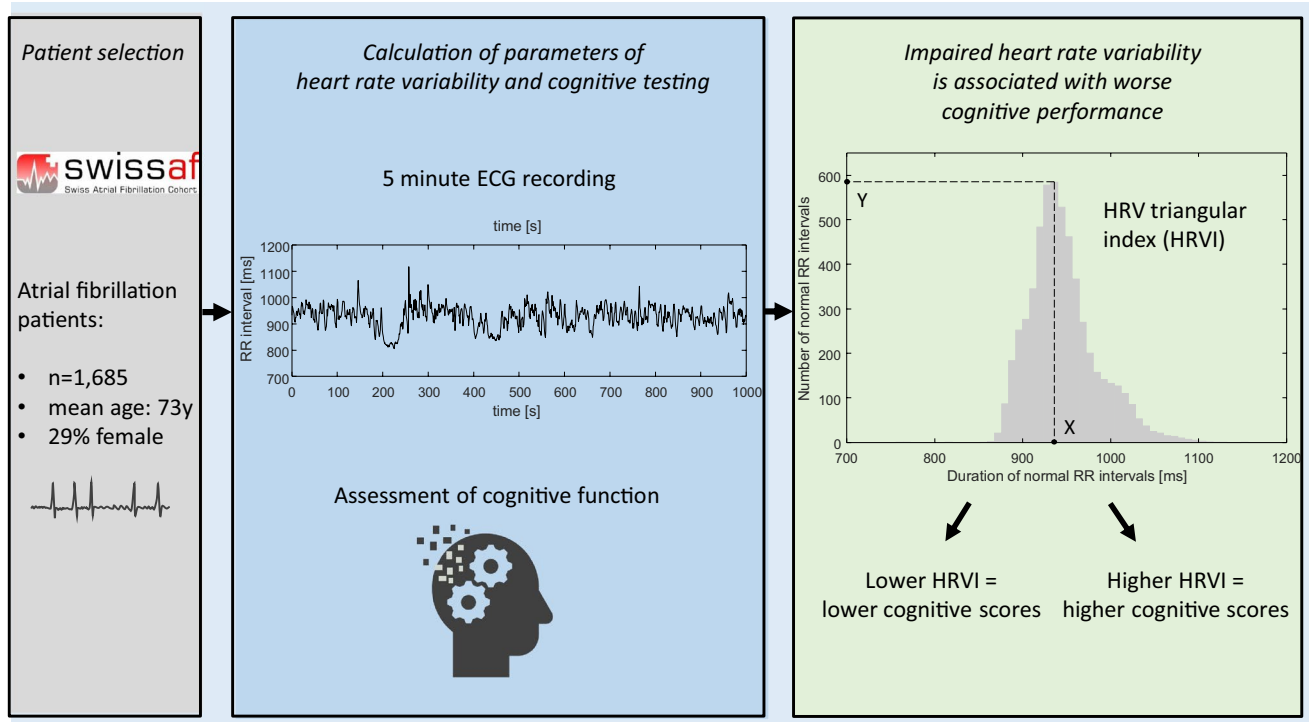 Patient selection
swissaf
Swiss Atrial Fibrillation Cohort
Atrial fibrillation
patients:
• n=1,685
• mean age: 73y
• 29% female
Calculation of parameters of
heart rate variability and cognitive testing
5 minute ECG recording
time [s]
RR interval [ms]
1200
1100
1000
900
800
700
0 100 200 300 400 500 600 700 800 900 1000
time [s]
Assessment of cognitive function
Impaired heart rate variability
is associated with worse
cognitive performance
Number of normal RR intervals
600
500
400
300
200
100
0
Y
HRV triangular
index (HRVI)
X
700 800 900 1000 1100 1200
Duration of normal RR intervals [ms]
Lower HRVI =
lower cognitive scores
Higher HRVI =
higher cognitive scores